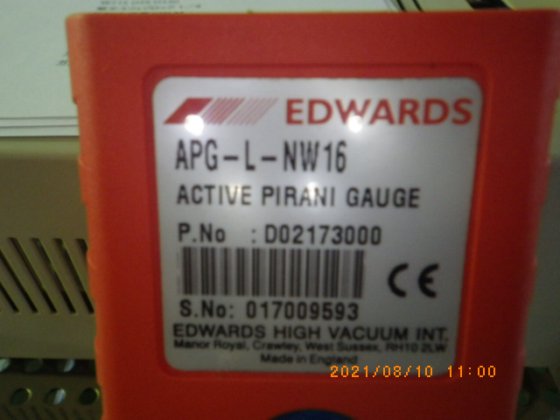 EDWARDS
APG-L-NW16
ACTIVE PIRANI GAUGE
P.No : D02173000
S.No: 017009593
EDWARDS HIGH VACUUM INT.
Manor Royal, Crawley, West Sussex, RH10 2LW
Made in England
CE
2021/08/10 11:00